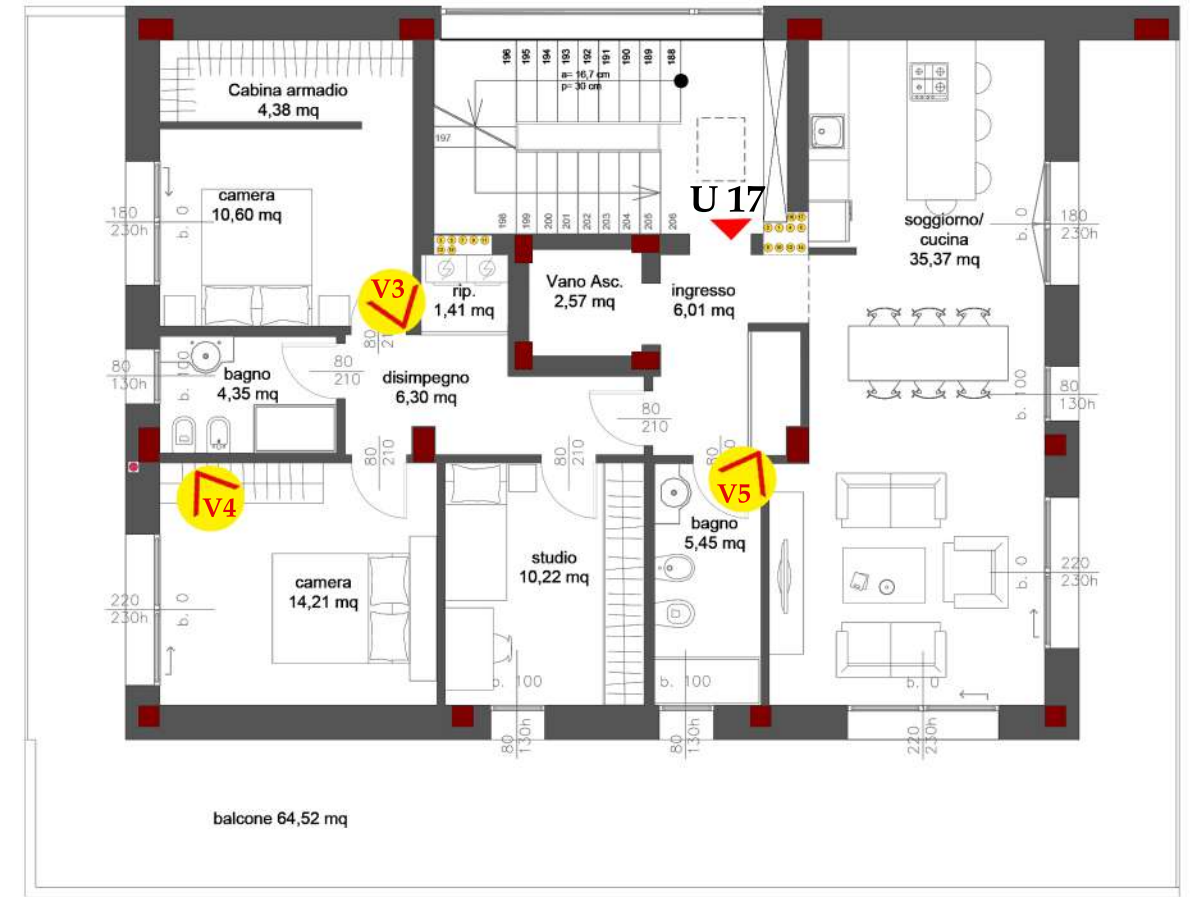 196
195
194
193
192
191
190
189
188
a= 16,7 cm
p= 30 cm
197
198
199
200
201
202
203
204
205
206
Cabina armadio
4,38 mq
camera
10,60 mq
180
230h
b. 0
U 17
soggiorno/
cucina
35,37 mq
b. 0
180
230h
V3
rip.
1,41 mq
Vano Asc.
2,57 mq
ingresso
6,01 mq
80
210
80
130h
b. 100
bagno
4,35 mq
80
210
disimpegno
6,30 mq
80
210
b. 100
80
130h
80
210
80
210
80
V4
V5
bagno
5,45 mq
studio
10,22 mq
camera
14,21 mq
220
230h
b. 0
b. 0
220
230h
b. 100
b. 100
b. 0
80
130h
80
130h
220
230h
balcone 64,52 mq